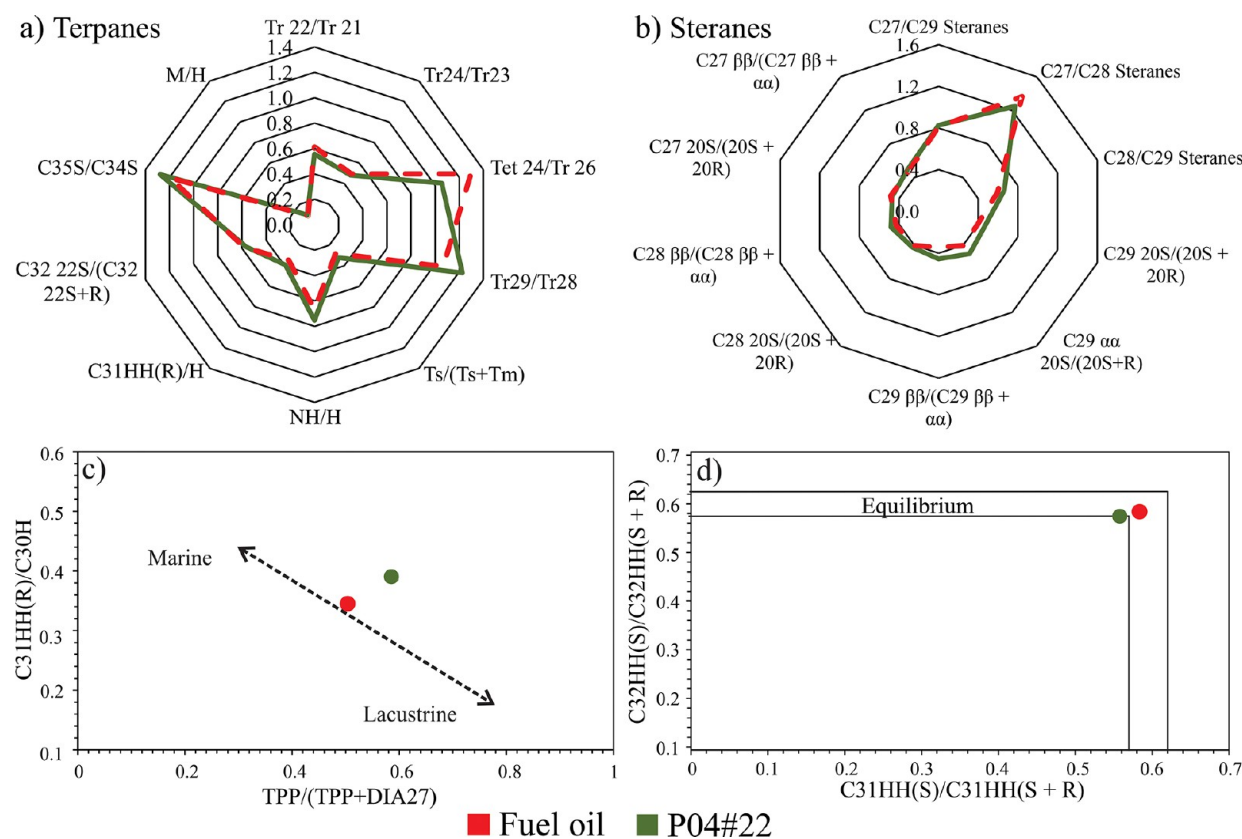 a) Terpanes
Tr 22/Tr 21
Tr24/Tr23
Tet 24/Tr 26
Tr29/Tr28
Ts/(Ts+Tm)
NH/H
C31HH(R)/H
C32 22S/(C32
22S+R)
C35S/C34S
M/H
1.4
1.2
1.0
0.8
0.6
0.4
0.2
0.0
b) Steranes
C27/C29 Steranes
C27/C28 Steranes
C28/C29 Steranes
C29 20S/(20S +
20R)
C29 αα
20S/(20S+R)
C29 ββ/(C29 ββ +
αα)
C28 20S/(20S +
20R)
C28 ββ/(C28 ββ +
αα)
C27 20S/(20S +
20R)
C27 ββ/(C27 ββ +
αα)
1.6
1.2
0.8
0.4
0.0
c)
C31HH(R)/C30H
0.6
0.5
0.4
0.3
0.2
0.1
Marine
Lacustrine
0
0.2
0.4
0.6
0.8
1
TPP/(TPP+DIA27)
d)
C32HH(S)/C32HH(S + R)
0.7
0.6
0.5
0.4
0.3
0.2
0.1
Equilibrium
0
0.1
0.2
0.3
0.4
0.5
0.6
0.7
C31HH(S)/C31HH(S + R)
Fuel oil
P04#22